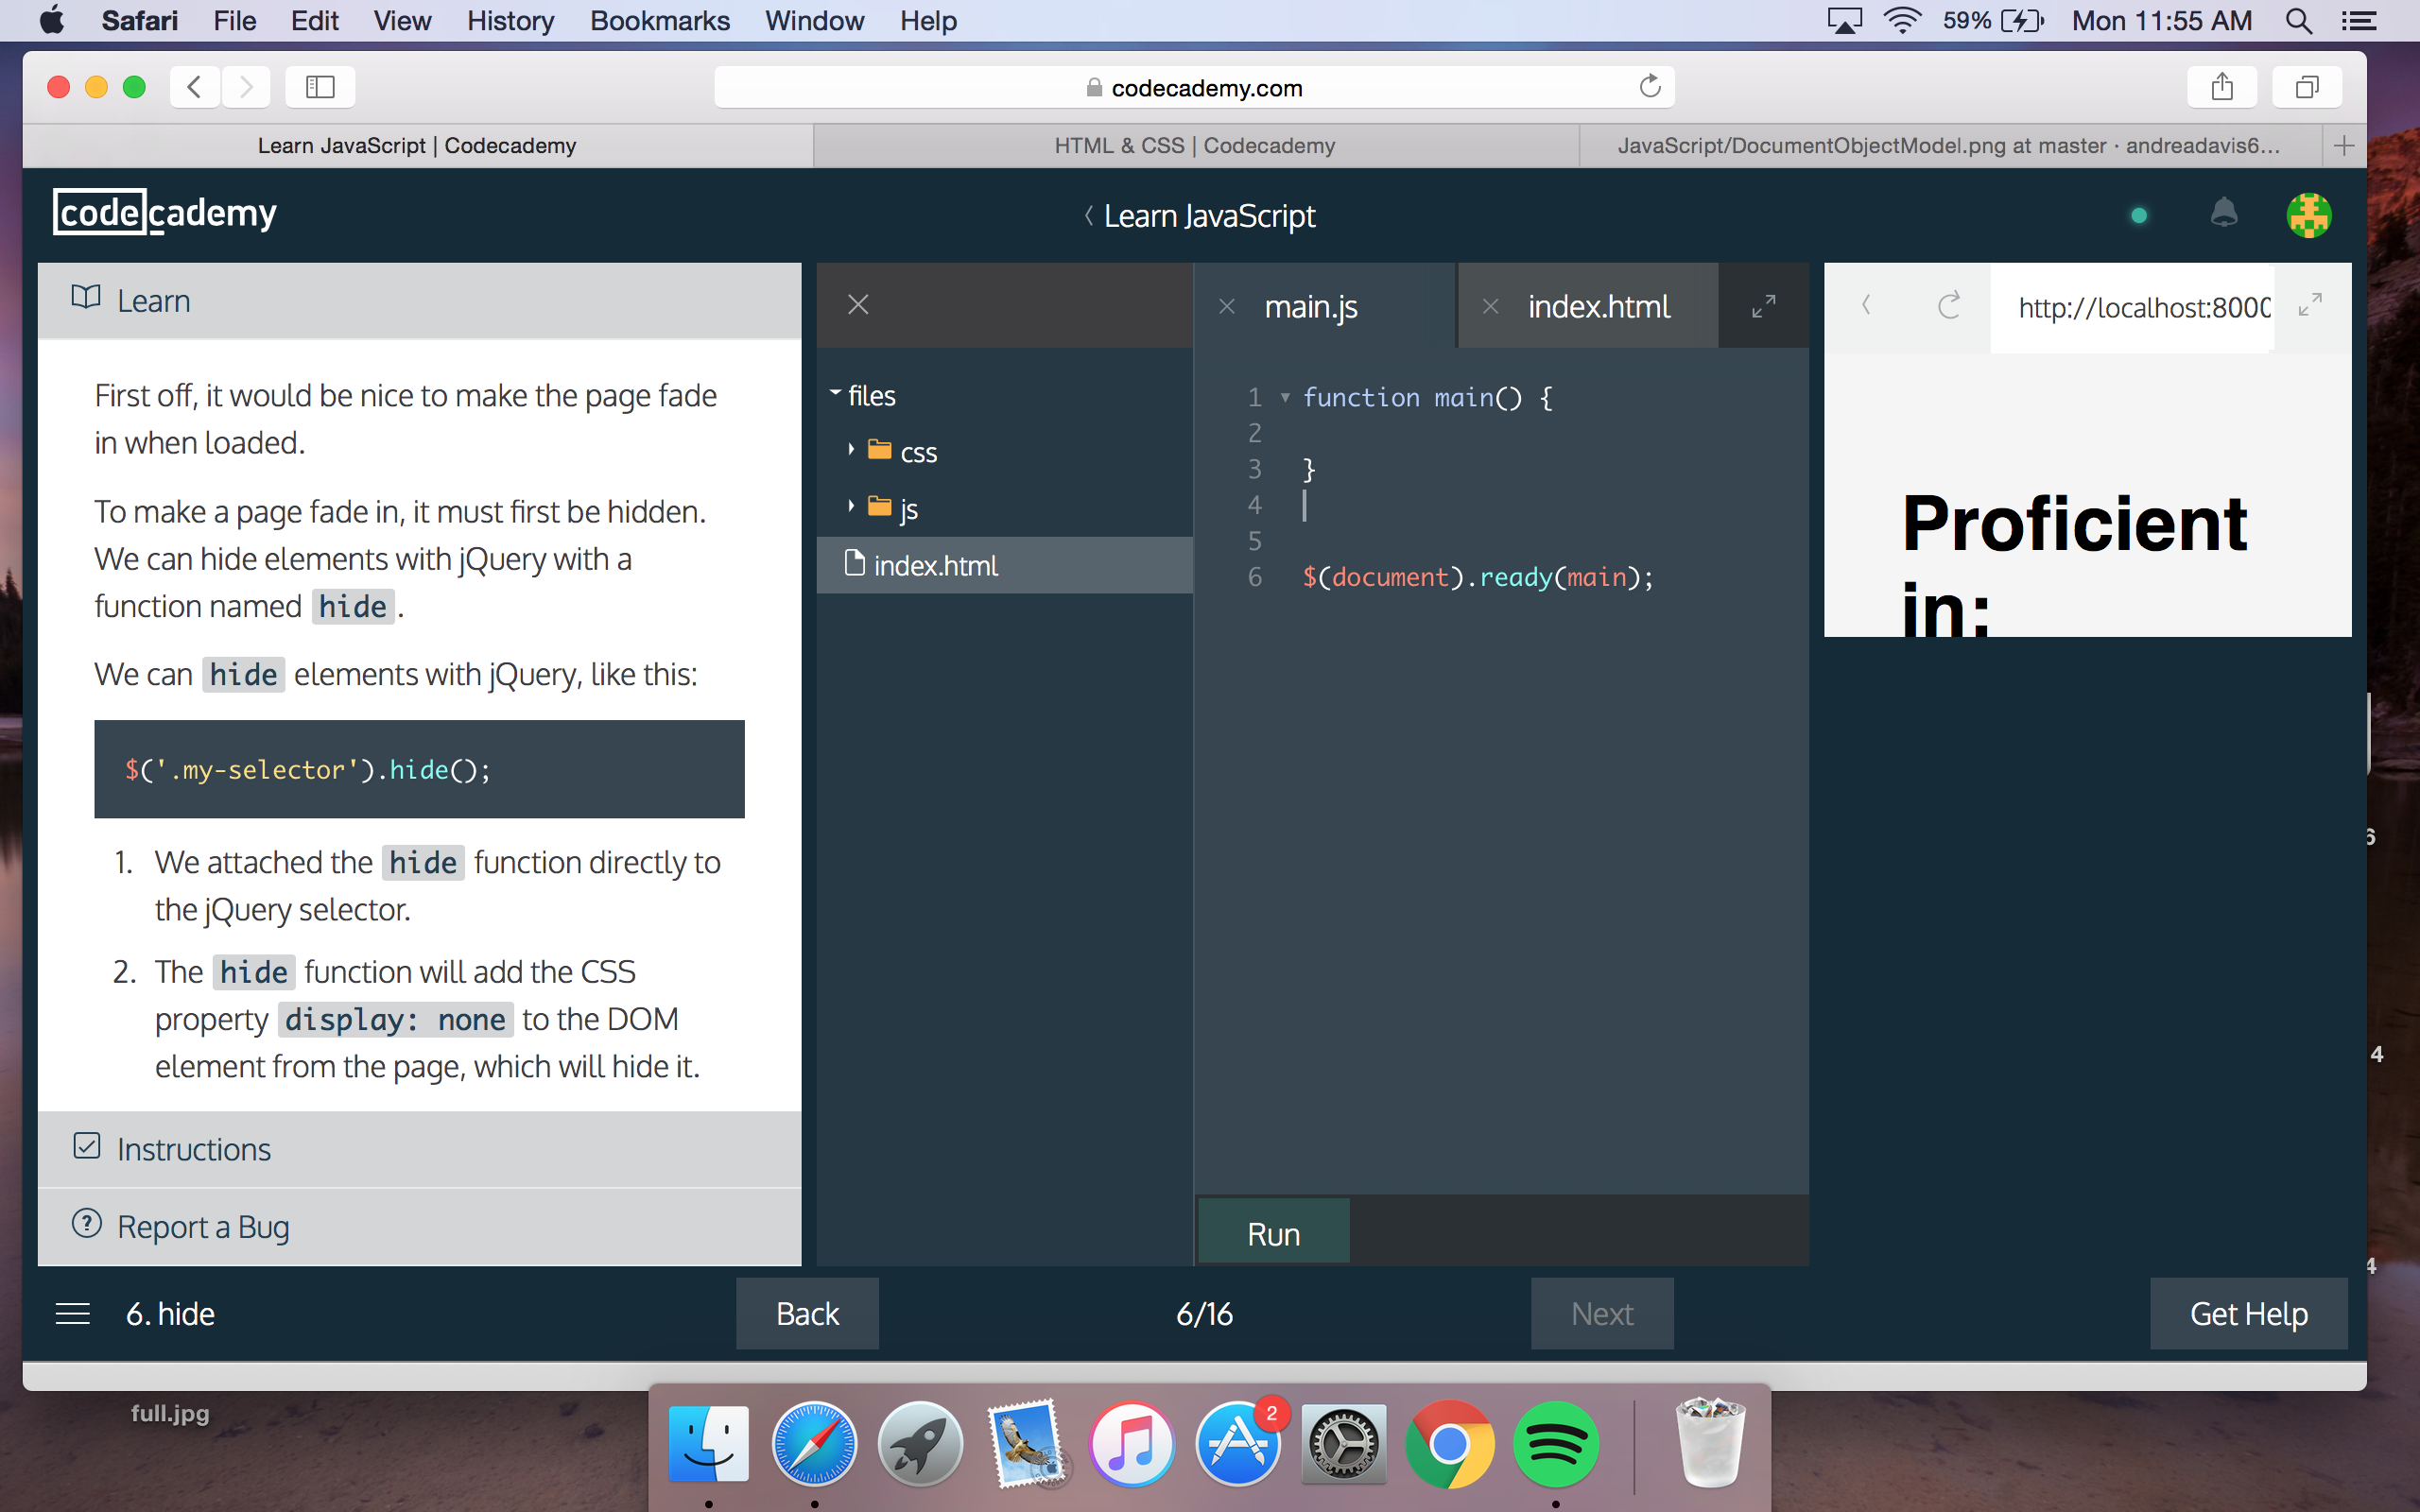 Safari File Edit View History Bookmarks Window Help 59% Mon 11:55 AM
codecademy.com
Learn JavaScript | Codecademy
HTML & CSS | Codecademy
JavaScript/DocumentObjectModel.png at master · andreadavis6...
codecademy
Learn JavaScript
Learn
First off, it would be nice to make the page fade
in when loaded.
To make a page fade in, it must first be hidden.
We can hide elements with jQuery with a
function named hide .
We can hide elements with jQuery, like this:
$('.my-selector').hide();
1. We attached the hide function directly to
the jQuery selector.
2. The hide function will add the CSS
property display: none to the DOM
element from the page, which will hide it.
Instructions
Report a Bug
files
css
js
index.html
main.js
index.html
1 function main() {
2
3 }
4
5
6 $(document).ready(main);
Run
http://localhost:8000
Proficient
in:
6. hide
Back
6/16
Next
Get Help
6
4
4
full.jpg
2